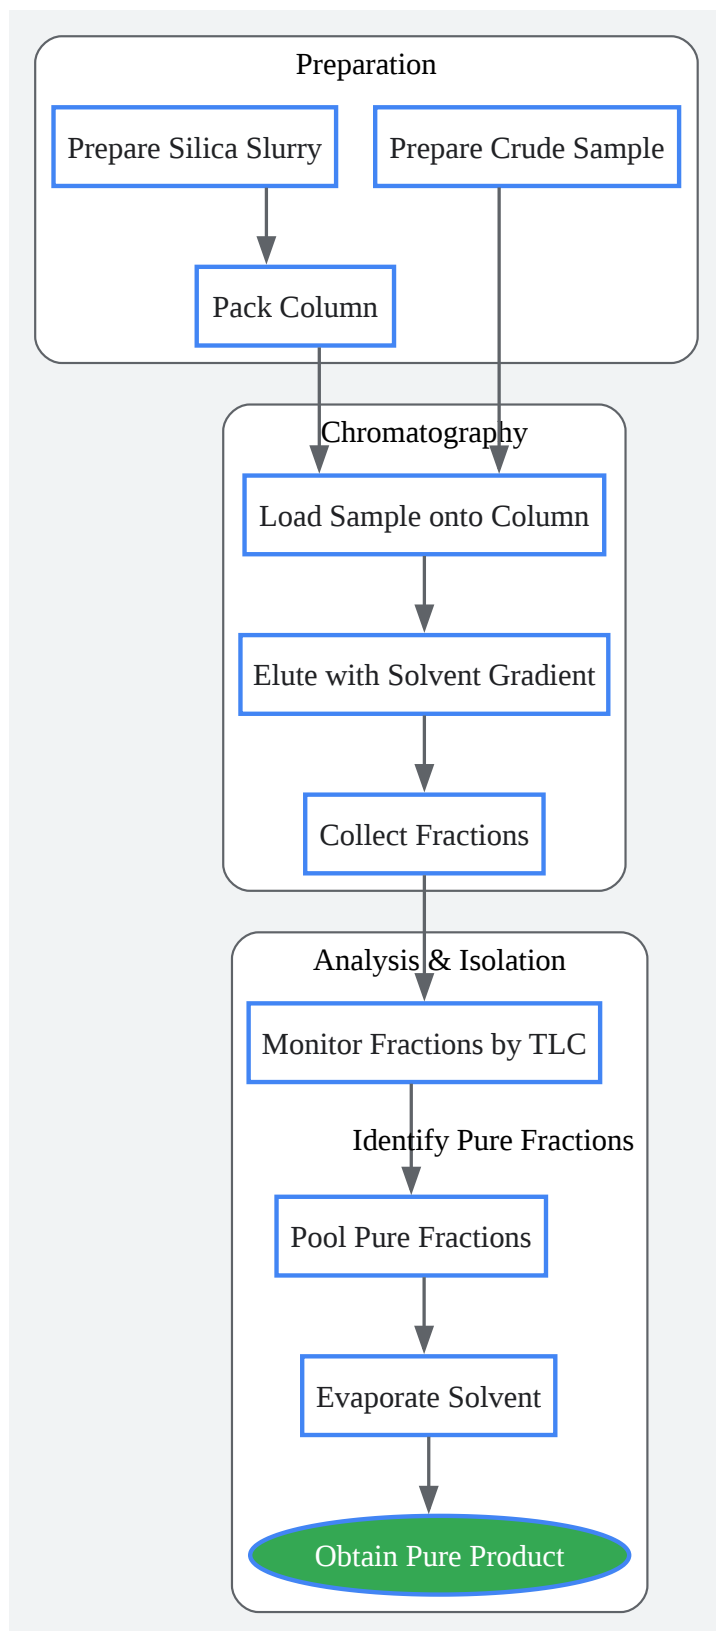 Preparation
Prepare Silica Slurry
Prepare Crude Sample
Pack Column
Chromatography
Load Sample onto Column
Elute with Solvent Gradient
Collect Fractions
Analysis & Isolation
Monitor Fractions by TLC
Identify Pure Fractions
Pool Pure Fractions
Evaporate Solvent
Obtain Pure Product